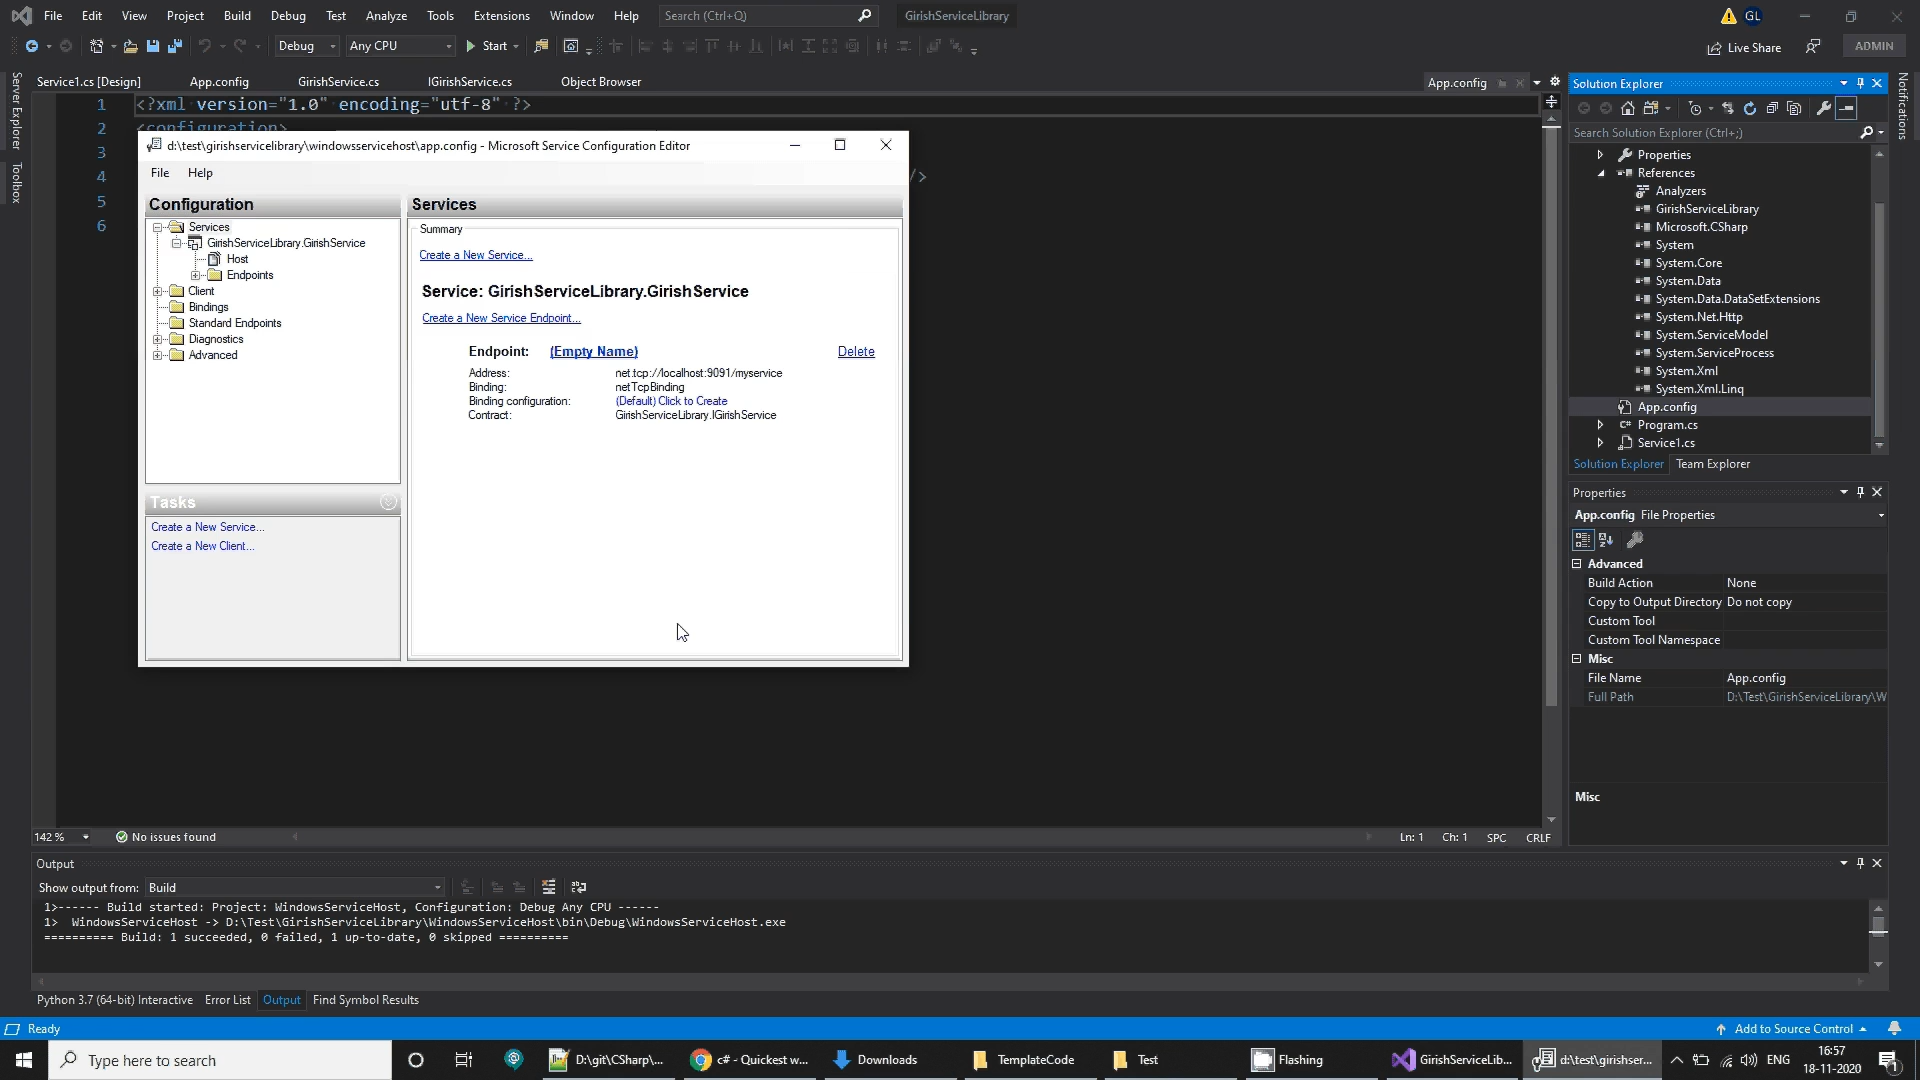 File Edit View Project Build Debug Test Analyze Tools Extensions Window Help Search (Ctrl+Q) GirishServiceLibrary GL
Debug Any CPU Start Live Share ADMIN
Service1.cs [Design] App.config GirishService.cs IGirishService.cs Object Browser App.config
Server Explorer
Toolbox
Notifications
1 <?xml version="1.0" encoding="utf-8" ?>
2 <configuration>
3
4 />
5
6
d:\test\girishservicelibrary\windowsservicehost\app.config - Microsoft Service Configuration Editor
File Help
Configuration
Services
GirishServiceLibrary.GirishService
Host
Endpoints
Client
Bindings
Standard Endpoints
Diagnostics
Advanced
Tasks
Create a New Service...
Create a New Client...
Services
Summary
Create a New Service...
Service: GirishServiceLibrary.GirishService
Create a New Service Endpoint...
Endpoint: (Empty Name) Delete
Address: net.tcp://localhost:9091/myservice
Binding: netTcpBinding
Binding configuration: (Default) Click to Create
Contract: GirishServiceLibrary.IGirishService
Solution Explorer
Search Solution Explorer (Ctrl+;)
Properties
References
Analyzers
GirishServiceLibrary
Microsoft.CSharp
System
System.Core
System.Data
System.Data.DataSetExtensions
System.Net.Http
System.ServiceModel
System.ServiceProcess
System.Xml
System.Xml.Linq
App.config
Program.cs
Service1.cs
Solution Explorer Team Explorer
Properties
App.config File Properties
Advanced
Build Action None
Copy to Output Directory Do not copy
Custom Tool
Custom Tool Namespace
Misc
File Name App.config
Full Path D:\Test\GirishServiceLibrary\W
Misc
142 % No issues found Ln: 1 Ch: 1 SPC CRLF
Output
Show output from: Build
1>------ Build started: Project: WindowsServiceHost, Configuration: Debug Any CPU ------
1> WindowsServiceHost -> D:\Test\GirishServiceLibrary\WindowsServiceHost\bin\Debug\WindowsServiceHost.exe
========== Build: 1 succeeded, 0 failed, 1 up-to-date, 0 skipped ==========
Python 3.7 (64-bit) Interactive Error List Output Find Symbol Results
Ready Add to Source Control
Type here to search D:\git\CSharp\... c# - Quickest w... Downloads TemplateCode Test Flashing GirishServiceLib... d:\test\girishser... ENG 16:57
18-11-2020 1